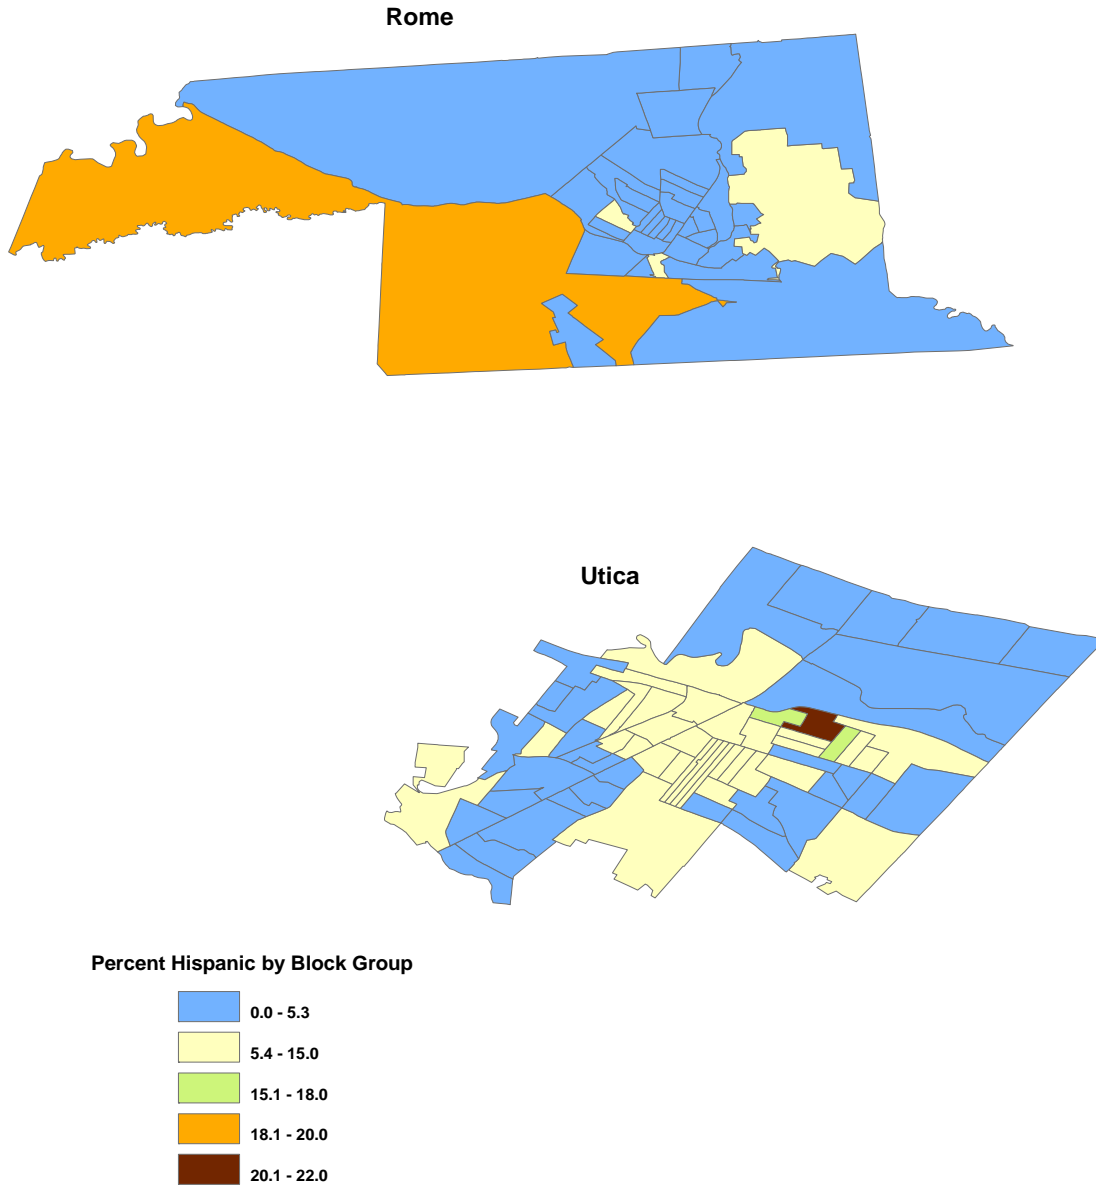 Rome
Utica
Percent Hispanic by Block Group
0.0 - 5.3
5.4 - 15.0
15.1 - 18.0
18.1 - 20.0
20.1 - 22.0